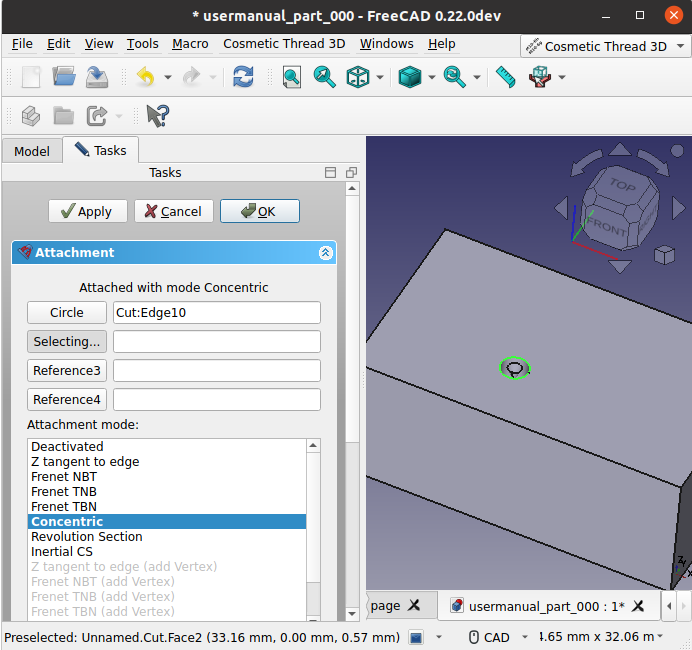 * usermanual_part_000 - FreeCAD 0.22.0dev
File Edit View Tools Macro Cosmetic Thread 3D Windows Help
Cosmetic Thread 3D
Model
Tasks
Tasks
Apply
Cancel
OK
Attachment
Attached with mode Concentric
Circle
Cut:Edge10
Selecting...
Reference3
Reference4
Attachment mode:
Deactivated
Z tangent to edge
Frenet NBT
Frenet TNB
Frenet TBN
Concentric
Revolution Section
Inertial CS
Z tangent to edge (add Vertex)
Frenet NBT (add Vertex)
Frenet TNB (add Vertex)
Frenet TBN (add Vertex)
TOP
FRONT
Z
X
page
usermanual_part_000 : 1*
Preselected: Unnamed.Cut.Face2 (33.16 mm, 0.00 mm, 0.57 mm)
CAD
.65 mm x 32.06 m